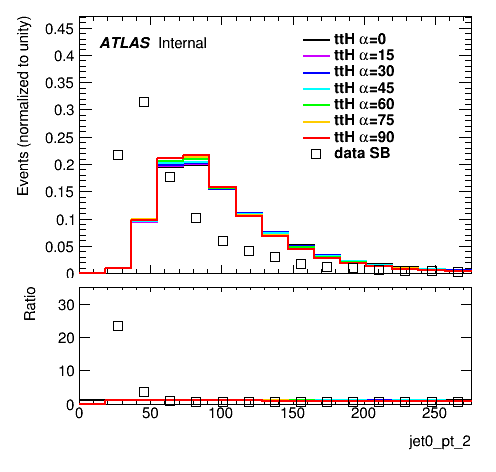 ATLAS Internal
ttH α=0
ttH α=15
ttH α=30
ttH α=45
ttH α=60
ttH α=75
ttH α=90
data SB
Events (normalized to unity)
0.45
0.4
0.35
0.3
0.25
0.2
0.15
0.1
0.05
0
Ratio
30
20
10
0
0 50 100 150 200 250
jet0_pt_2